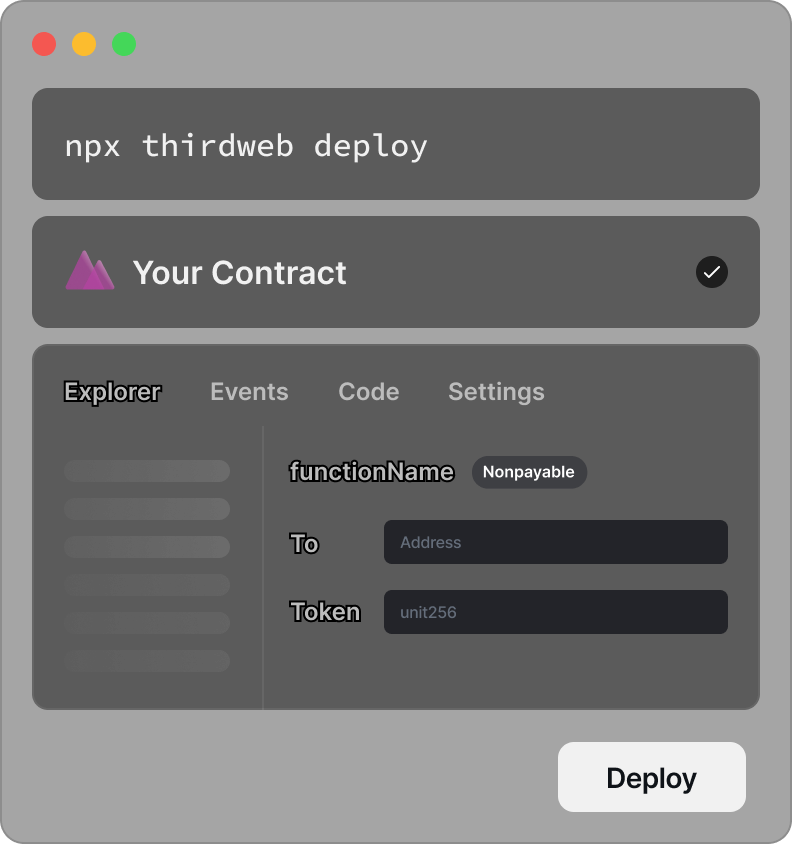 npx thirdweb deploy
Your Contract
Explorer Events Code Settings
functionName Nonpayable
To Address
Token unit256
Deploy